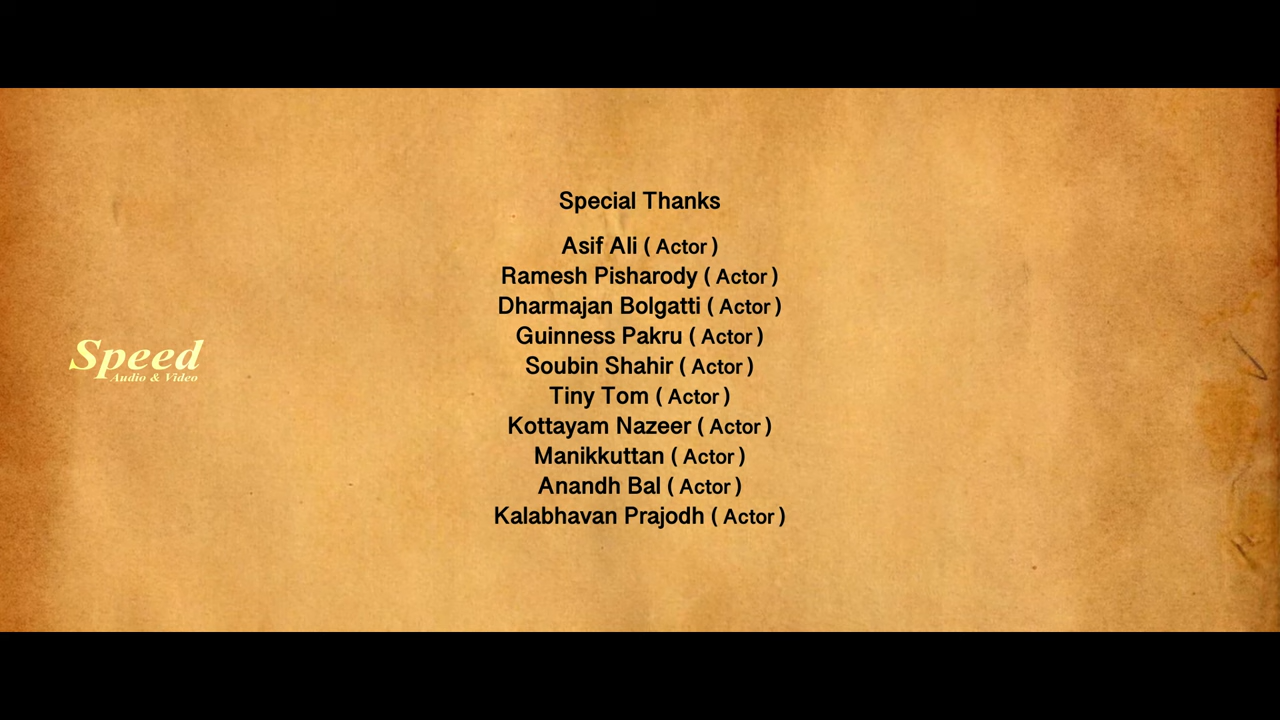 Special Thanks
Asif Ali ( Actor )
Ramesh Pisharody ( Actor )
Dharmajan Bolgatti ( Actor )
Guinness Pakru ( Actor )
Soubin Shahir ( Actor )
Speed
Audio & Video
Tiny Tom ( Actor )
Kottayam Nazeer ( Actor )
Manikkuttan ( Actor )
Anandh Bal ( Actor )
Kalabhavan Prajodh ( Actor )